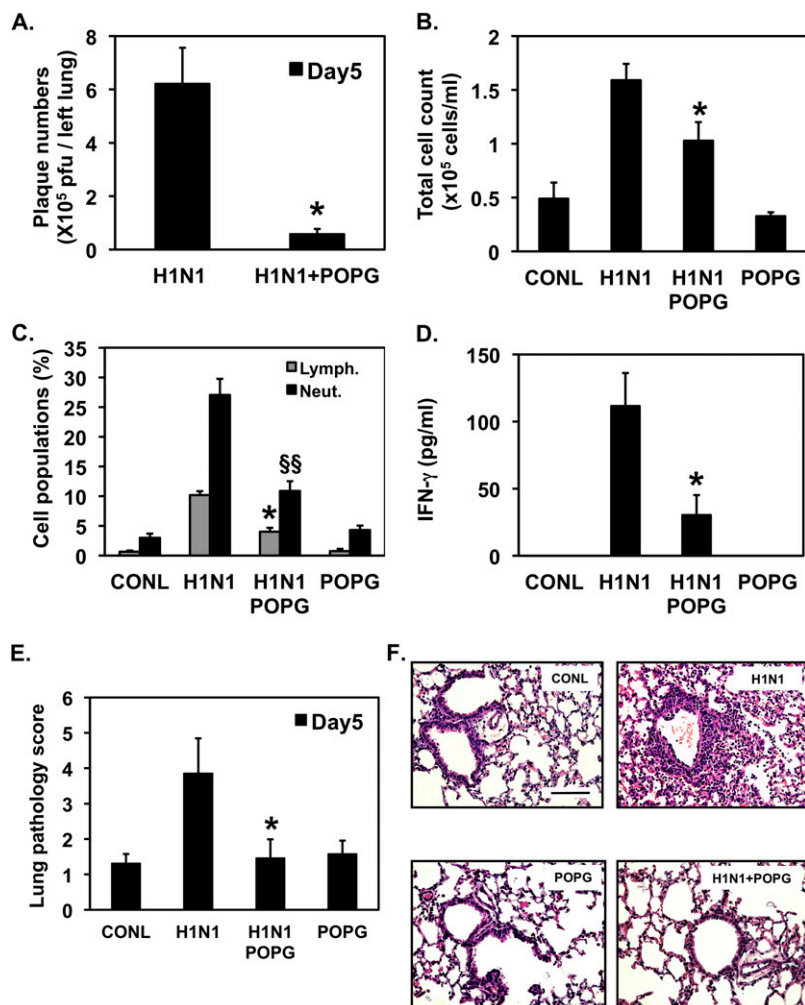 A.
Plaque numbers
(X10⁵ pfu / left lung)
8
6
4
2
0
Day5
*
H1N1
H1N1+POPG
B.
Total cell count
(x10⁵ cells/ml)
2
1.5
1
0.5
0
*
CONL
H1N1
H1N1
POPG
POPG
C.
Cell populations (%)
35
30
25
20
15
10
5
0
Lymph.
Neut.
§§
*
CONL
H1N1
H1N1
POPG
POPG
D.
IFN-γ (pg/ml)
150
100
50
0
*
CONL
H1N1
H1N1
POPG
POPG
E.
Lung pathology score
6
5
4
3
2
1
0
Day5
*
CONL
H1N1
H1N1
POPG
POPG
F.
CONL
H1N1
POPG
H1N1+POPG